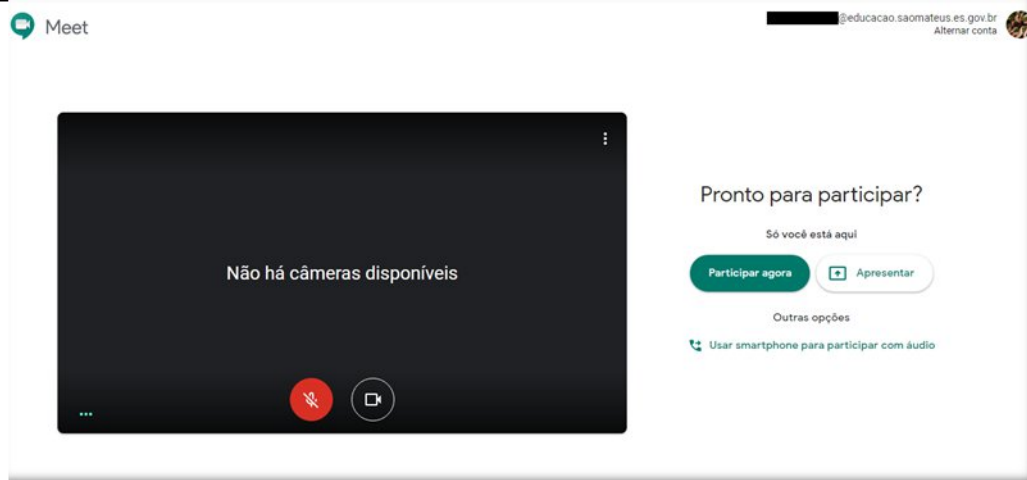 Meet
@educacao.saomateus.es.gov.br
Alternar conta
Não há câmeras disponíveis
Pronto para participar?
Só você está aqui
Participar agora
Apresentar
Outras opções
Usar smartphone para participar com áudio